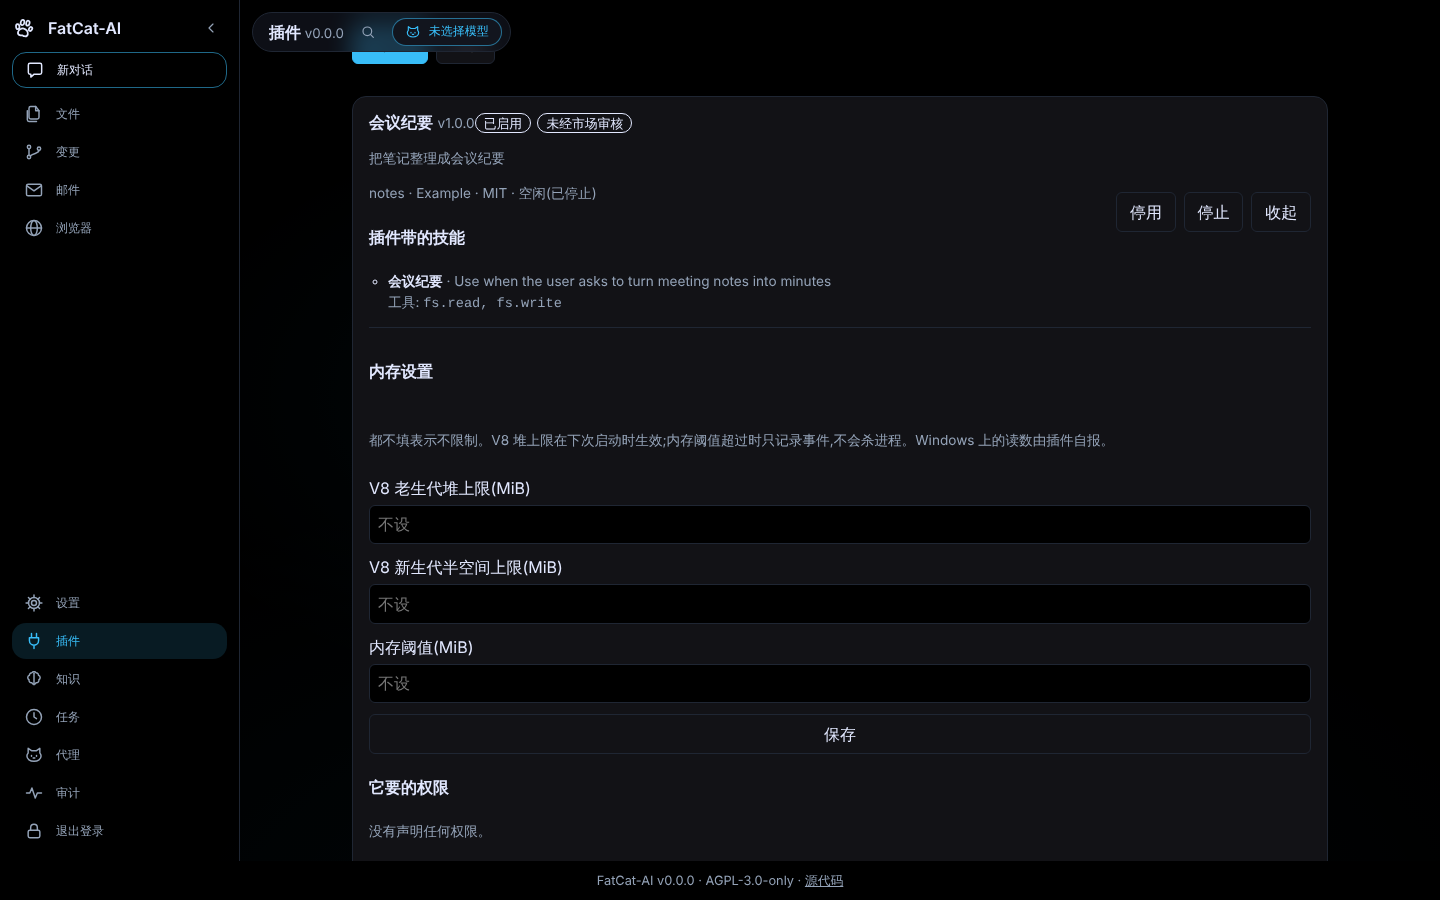 FatCat-AI
新对话
文件
变更
邮件
浏览器
设置
插件
知识
任务
代理
审计
退出登录
插件 v0.0.0
未选择模型
会议纪要 v1.0.0 已启用 未经市场审核
把笔记整理成会议纪要
notes · Example · MIT · 空闲(已停止)
停用 停止 收起
插件带的技能
会议纪要 · Use when the user asks to turn meeting notes into minutes
工具: fs.read, fs.write
内存设置
都不填表示不限制。V8 堆上限在下次启动时生效;内存阈值超过时只记录事件,不会杀进程。Windows 上的读数由插件自报。
V8 老生代堆上限(MiB)
不设
V8 新生代半空间上限(MiB)
不设
内存阈值(MiB)
不设
保存
它要的权限
没有声明任何权限。
FatCat-AI v0.0.0 · AGPL-3.0-only · 源代码